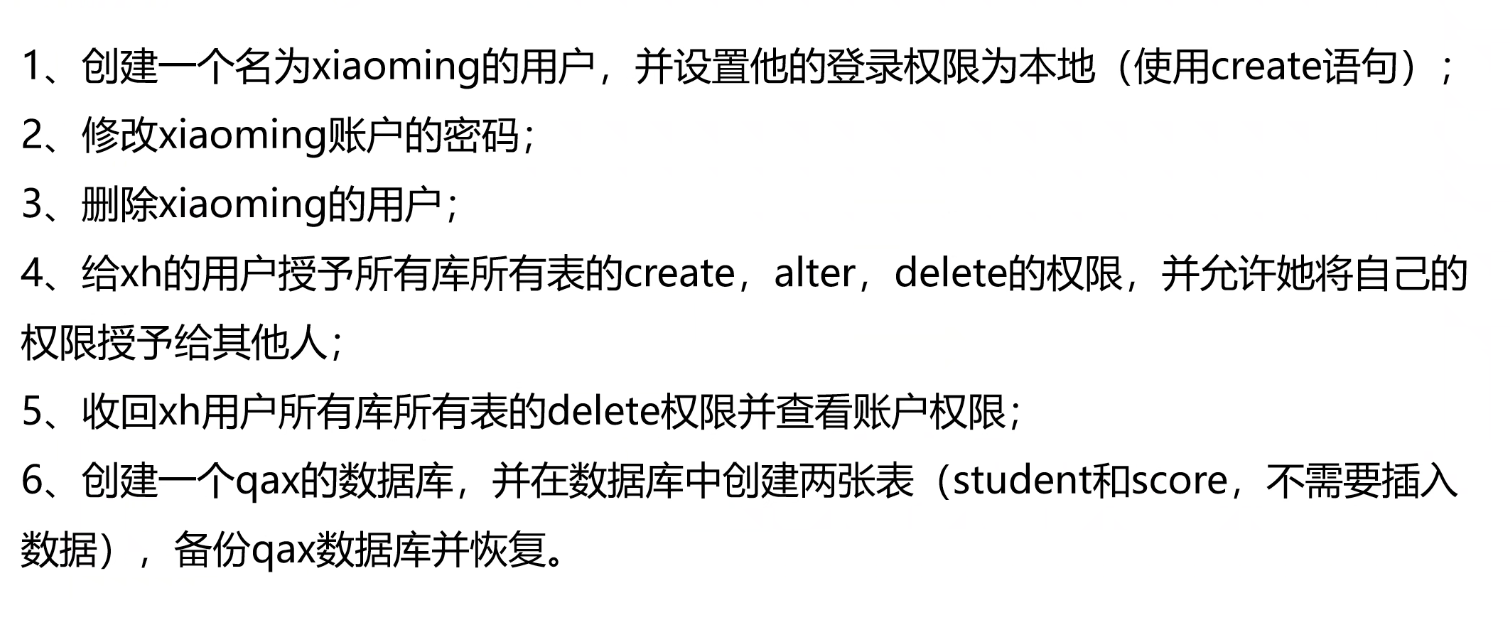 1、创建一个名为xiaoming的用户，并设置他的登录权限为本地（使用create语句）；
2、修改xiaoming账户的密码；
3、删除xiaoming的用户；
4、给xh的用户授予所有库所有表的create，alter，delete的权限，并允许她将自己的
权限授予给其他人；
5、收回xh用户所有库所有表的delete权限并查看账户权限；
6、创建一个qax的数据库，并在数据库中创建两张表（student和score，不需要插入
数据），备份qax数据库并恢复。